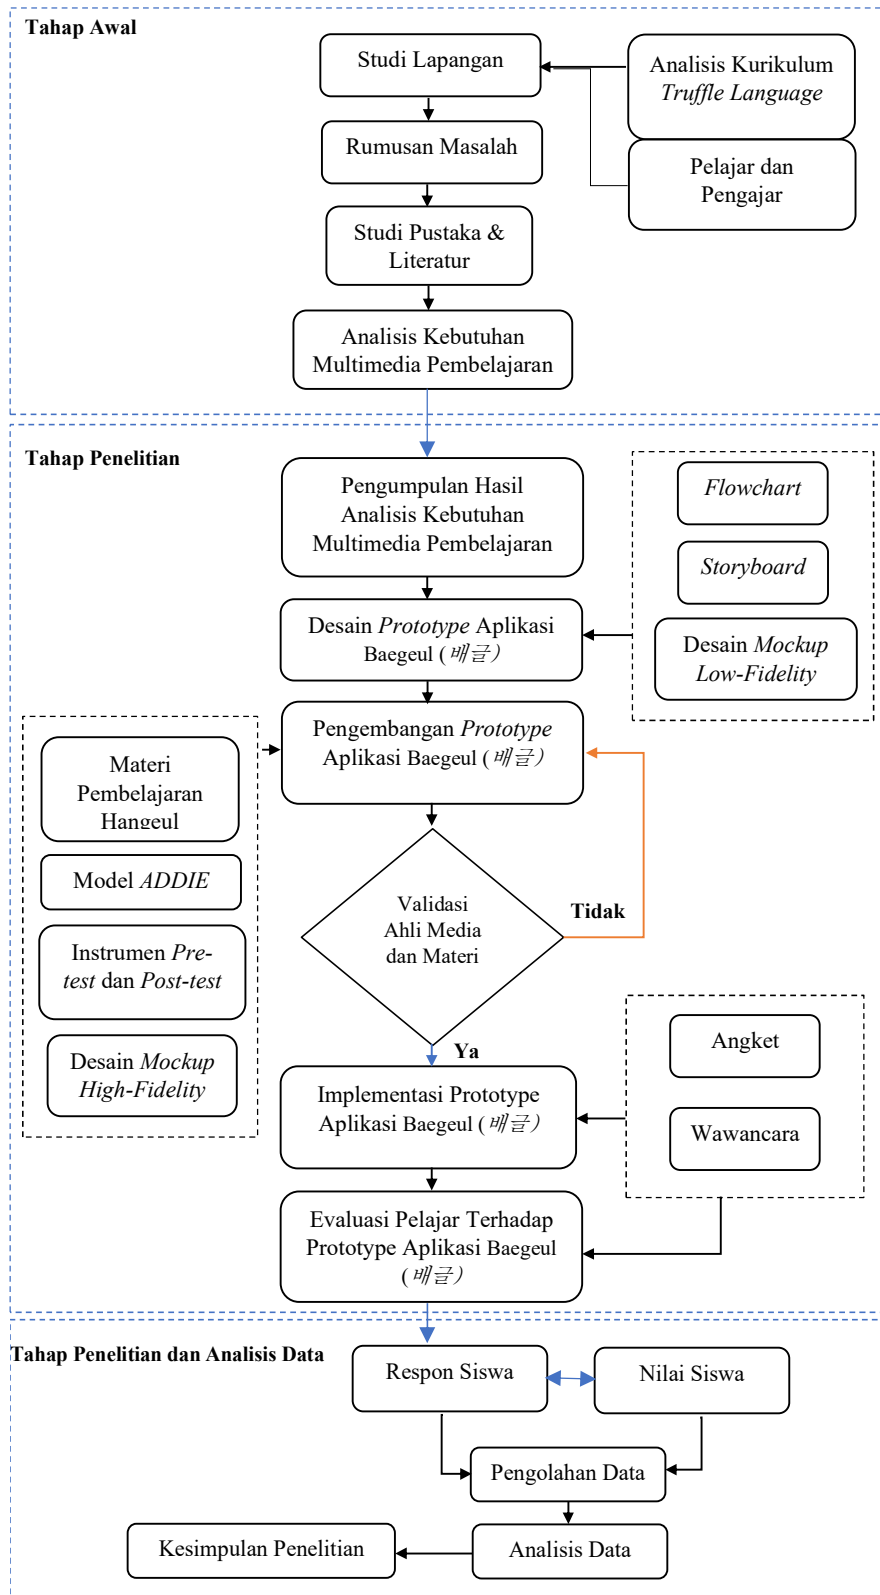 Tahap Awal
Studi Lapangan
Analisis Kurikulum
Truffle Language
Rumusan Masalah
Pelajar dan
Pengajar
Studi Pustaka &
Literatur
Analisis Kebutuhan
Multimedia Pembelajaran
Tahap Penelitian
Pengumpulan Hasil
Analisis Kebutuhan
Multimedia Pembelajaran
Flowchart
Storyboard
Desain Mockup
Low-Fidelity
Desain Prototype Aplikasi
Baegeul (배글)
Pengembangan Prototype
Aplikasi Baegeul (배글)
Materi
Pembelajaran
Hangeul
Model ADDIE
Instrumen Pre-
test dan Post-test
Desain Mockup
High-Fidelity
Validasi
Ahli Media
dan Materi
Tidak
Ya
Angket
Wawancara
Implementasi Prototype
Aplikasi Baegeul (배글)
Evaluasi Pelajar Terhadap
Prototype Aplikasi Baegeul
(배글)
Tahap Penelitian dan Analisis Data
Respon Siswa
Nilai Siswa
Pengolahan Data
Analisis Data
Kesimpulan Penelitian